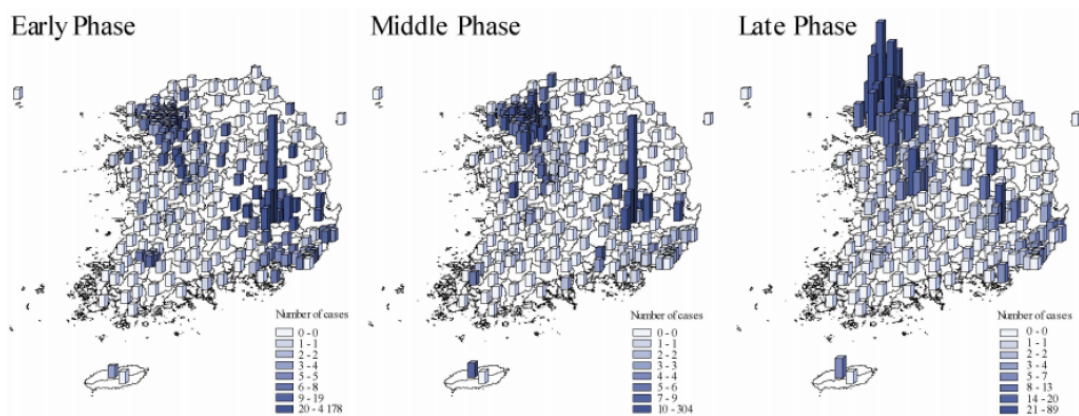 Early Phase
Middle Phase
Late Phase
Number of cases
0 - 0
1 - 1
2 - 2
3 - 4
5 - 5
6 - 8
9 - 19
20 - 4 178
Number of cases
0 - 0
1 - 1
2 - 2
3 - 3
4 - 4
5 - 6
7 - 9
10 - 304
Number of cases
0 - 0
1 - 1
2 - 2
3 - 4
5 - 7
8 - 13
14 - 20
21 - 89